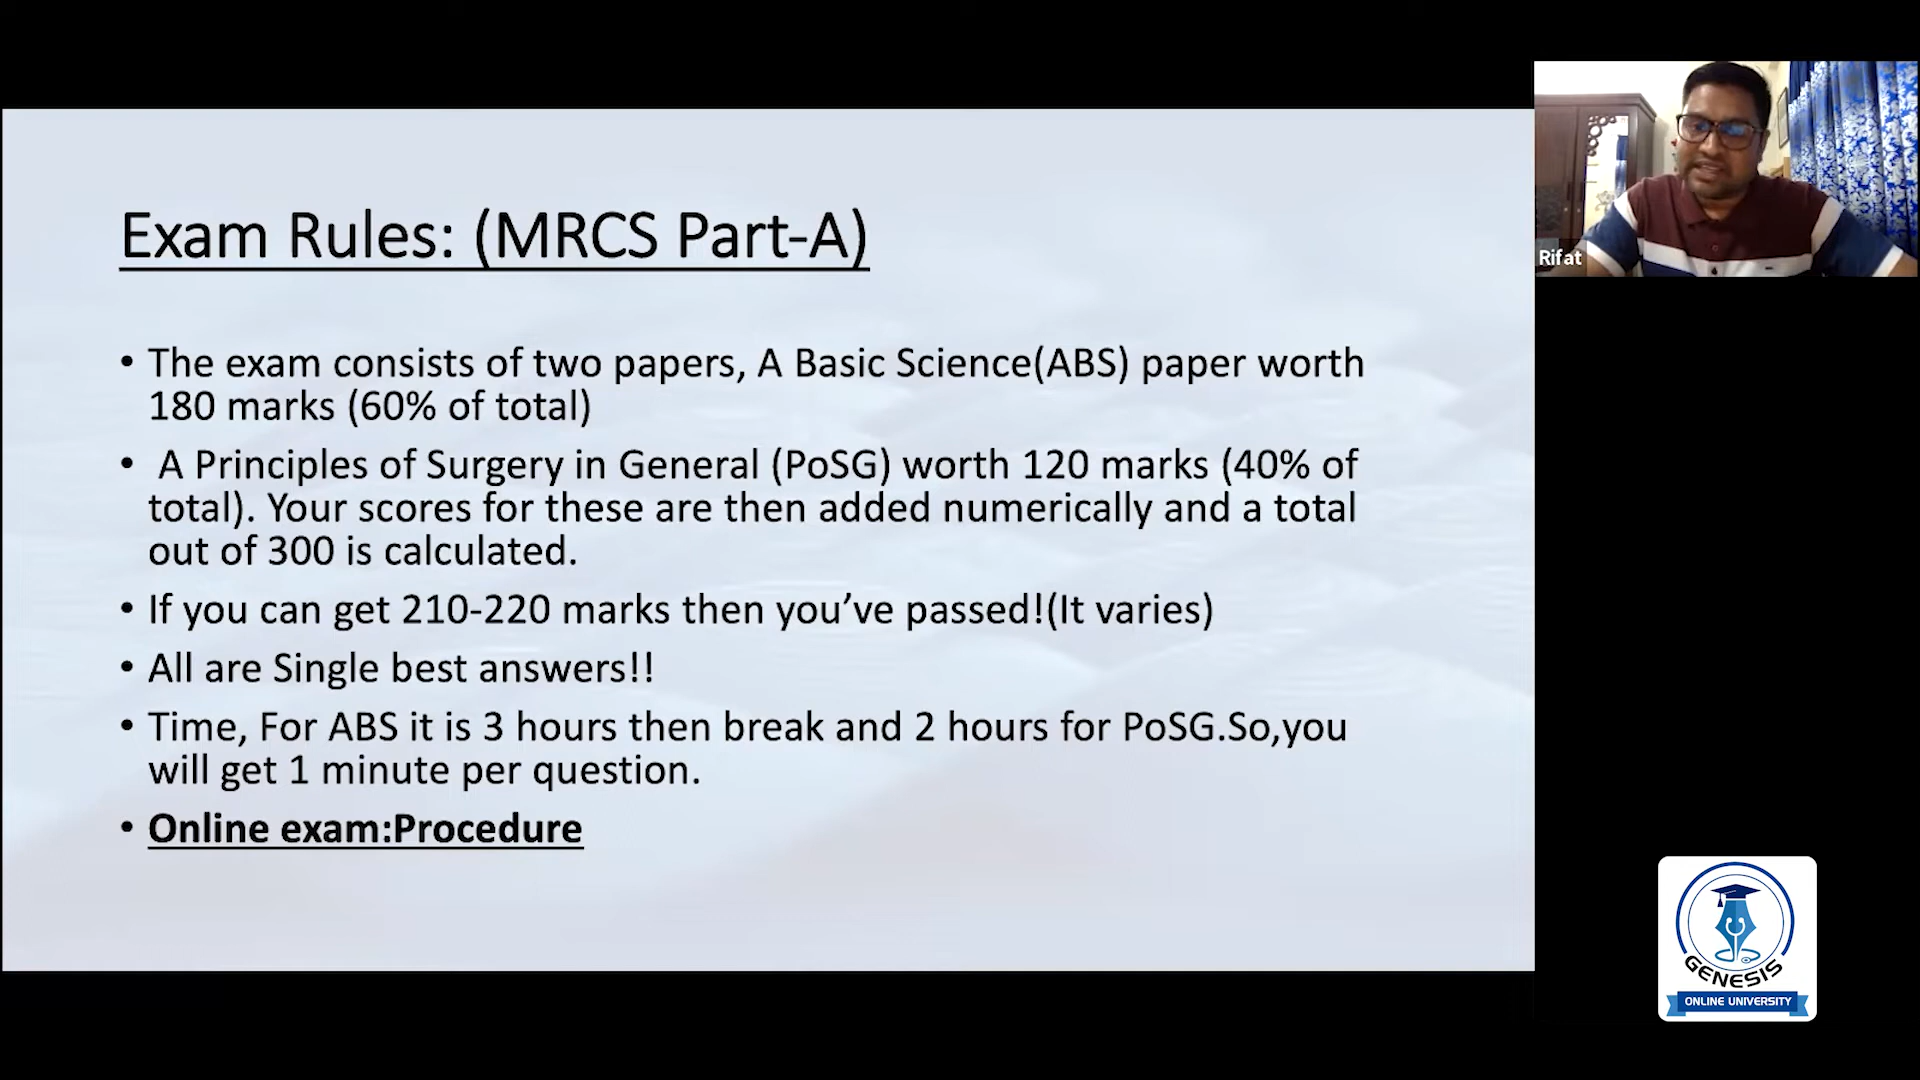 Exam Rules: (MRCS Part-A)
• The exam consists of two papers, A Basic Science(ABS) paper worth
180 marks (60% of total)
• A Principles of Surgery in General (PoSG) worth 120 marks (40% of
total). Your scores for these are then added numerically and a total
out of 300 is calculated.
• If you can get 210-220 marks then you’ve passed!(It varies)
• All are Single best answers!!
• Time, For ABS it is 3 hours then break and 2 hours for PoSG.So,you
will get 1 minute per question.
• Online exam:Procedure
Rifat
GENESIS
ONLINE UNIVERSITY